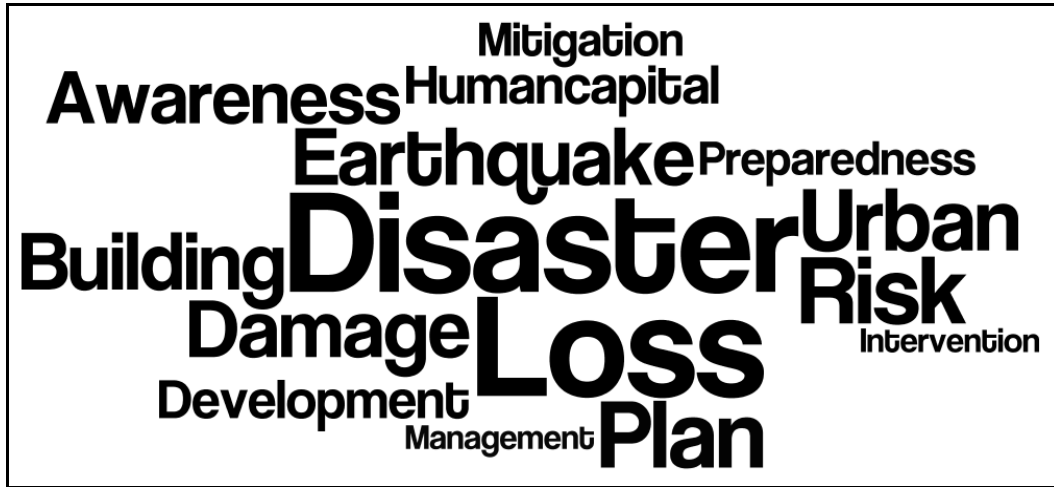 Mitigation
Awareness Humancapital
Earthquake Preparedness
Disaster Urban
Building Risk
Damage Loss Intervention
Development
Management Plan